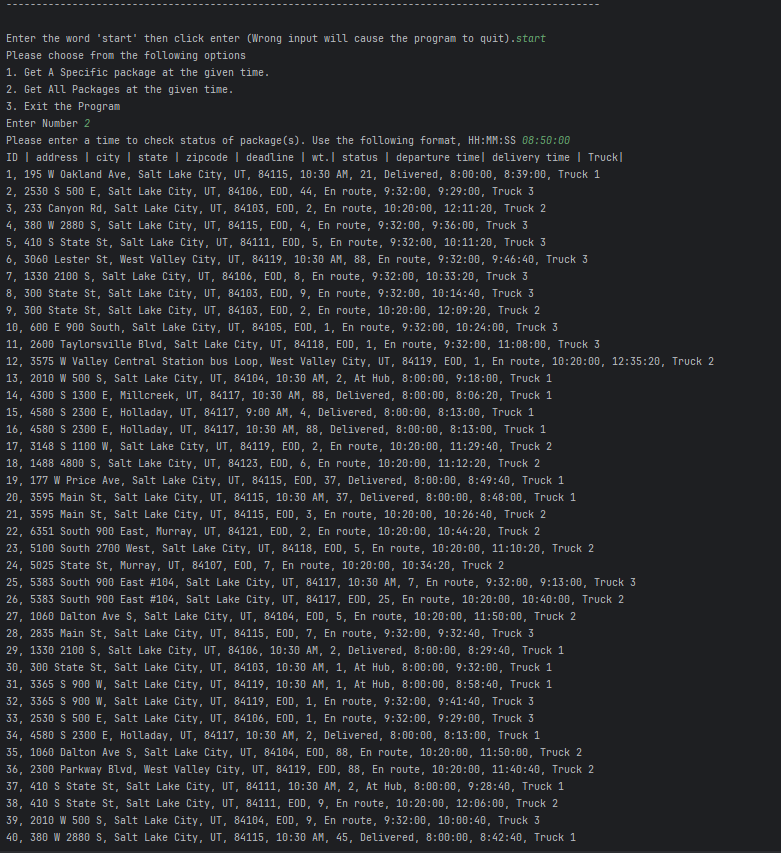 ----------------------------------------------------------------------------------------------------
Enter the word 'start' then click enter (Wrong input will cause the program to quit).start
Please choose from the following options
1. Get A Specific package at the given time.
2. Get All Packages at the given time.
3. Exit the Program
Enter Number 2
Please enter a time to check status of package(s). Use the following format, HH:MM:SS 08:50:00
ID | address | city | state | zipcode | deadline | wt.| status | departure time| delivery time | Truck|
1, 195 W Oakland Ave, Salt Lake City, UT, 84115, 10:30 AM, 21, Delivered, 8:00:00, 8:39:00, Truck 1
2, 2530 S 500 E, Salt Lake City, UT, 84106, EOD, 44, En route, 9:32:00, 9:29:00, Truck 3
3, 233 Canyon Rd, Salt Lake City, UT, 84103, EOD, 2, En route, 10:20:00, 12:11:20, Truck 2
4, 380 W 2880 S, Salt Lake City, UT, 84115, EOD, 4, En route, 9:32:00, 9:36:00, Truck 3
5, 410 S State St, Salt Lake City, UT, 84111, EOD, 5, En route, 9:32:00, 10:11:20, Truck 3
6, 3060 Lester St, West Valley City, UT, 84119, 10:30 AM, 88, En route, 9:32:00, 9:46:40, Truck 3
7, 1330 2100 S, Salt Lake City, UT, 84106, EOD, 8, En route, 9:32:00, 10:33:20, Truck 3
8, 300 State St, Salt Lake City, UT, 84103, EOD, 9, En route, 9:32:00, 10:14:40, Truck 3
9, 300 State St, Salt Lake City, UT, 84103, EOD, 2, En route, 10:20:00, 12:09:20, Truck 2
10, 600 E 900 South, Salt Lake City, UT, 84105, EOD, 1, En route, 9:32:00, 10:24:00, Truck 3
11, 2600 Taylorsville Blvd, Salt Lake City, UT, 84118, EOD, 1, En route, 9:32:00, 11:08:00, Truck 3
12, 3575 W Valley Central Station bus Loop, West Valley City, UT, 84119, EOD, 1, En route, 10:20:00, 12:35:20, Truck 2
13, 2010 W 500 S, Salt Lake City, UT, 84104, 10:30 AM, 2, At Hub, 8:00:00, 9:18:00, Truck 1
14, 4300 S 1300 E, Millcreek, UT, 84117, 10:30 AM, 88, Delivered, 8:00:00, 8:06:20, Truck 1
15, 4580 S 2300 E, Holladay, UT, 84117, 9:00 AM, 4, Delivered, 8:00:00, 8:13:00, Truck 1
16, 4580 S 2300 E, Holladay, UT, 84117, 10:30 AM, 88, Delivered, 8:00:00, 8:13:00, Truck 1
17, 3148 S 1100 W, Salt Lake City, UT, 84119, EOD, 2, En route, 10:20:00, 11:29:40, Truck 2
18, 1488 4800 S, Salt Lake City, UT, 84123, EOD, 6, En route, 10:20:00, 11:12:20, Truck 2
19, 177 W Price Ave, Salt Lake City, UT, 84115, EOD, 37, Delivered, 8:00:00, 8:49:40, Truck 1
20, 3595 Main St, Salt Lake City, UT, 84115, 10:30 AM, 37, Delivered, 8:00:00, 8:48:00, Truck 1
21, 3595 Main St, Salt Lake City, UT, 84115, EOD, 3, En route, 10:20:00, 10:26:40, Truck 2
22, 6351 South 900 East, Murray, UT, 84121, EOD, 2, En route, 10:20:00, 10:44:20, Truck 2
23, 5100 South 2700 West, Salt Lake City, UT, 84118, EOD, 5, En route, 10:20:00, 11:10:20, Truck 2
24, 5025 State St, Murray, UT, 84107, EOD, 7, En route, 10:20:00, 10:34:20, Truck 2
25, 5383 South 900 East #104, Salt Lake City, UT, 84117, 10:30 AM, 7, En route, 9:32:00, 9:13:00, Truck 3
26, 5383 South 900 East #104, Salt Lake City, UT, 84117, EOD, 25, En route, 10:20:00, 10:40:00, Truck 2
27, 1060 Dalton Ave S, Salt Lake City, UT, 84104, EOD, 5, En route, 10:20:00, 11:50:00, Truck 2
28, 2835 Main St, Salt Lake City, UT, 84115, EOD, 7, En route, 9:32:00, 9:32:40, Truck 3
29, 1330 2100 S, Salt Lake City, UT, 84106, 10:30 AM, 2, Delivered, 8:00:00, 8:29:40, Truck 1
30, 300 State St, Salt Lake City, UT, 84103, 10:30 AM, 1, At Hub, 8:00:00, 9:32:00, Truck 1
31, 3365 S 900 W, Salt Lake City, UT, 84119, 10:30 AM, 1, At Hub, 8:00:00, 8:58:40, Truck 1
32, 3365 S 900 W, Salt Lake City, UT, 84119, EOD, 1, En route, 9:32:00, 9:41:40, Truck 3
33, 2530 S 500 E, Salt Lake City, UT, 84106, EOD, 1, En route, 9:32:00, 9:29:00, Truck 3
34, 4580 S 2300 E, Holladay, UT, 84117, 10:30 AM, 2, Delivered, 8:00:00, 8:13:00, Truck 1
35, 1060 Dalton Ave S, Salt Lake City, UT, 84104, EOD, 88, En route, 10:20:00, 11:50:00, Truck 2
36, 2300 Parkway Blvd, West Valley City, UT, 84119, EOD, 88, En route, 10:20:00, 11:40:40, Truck 2
37, 410 S State St, Salt Lake City, UT, 84111, 10:30 AM, 2, At Hub, 8:00:00, 9:28:40, Truck 1
38, 410 S State St, Salt Lake City, UT, 84111, EOD, 9, En route, 10:20:00, 12:06:00, Truck 2
39, 2010 W 500 S, Salt Lake City, UT, 84104, EOD, 9, En route, 9:32:00, 10:00:40, Truck 3
40, 380 W 2880 S, Salt Lake City, UT, 84115, 10:30 AM, 45, Delivered, 8:00:00, 8:42:40, Truck 1